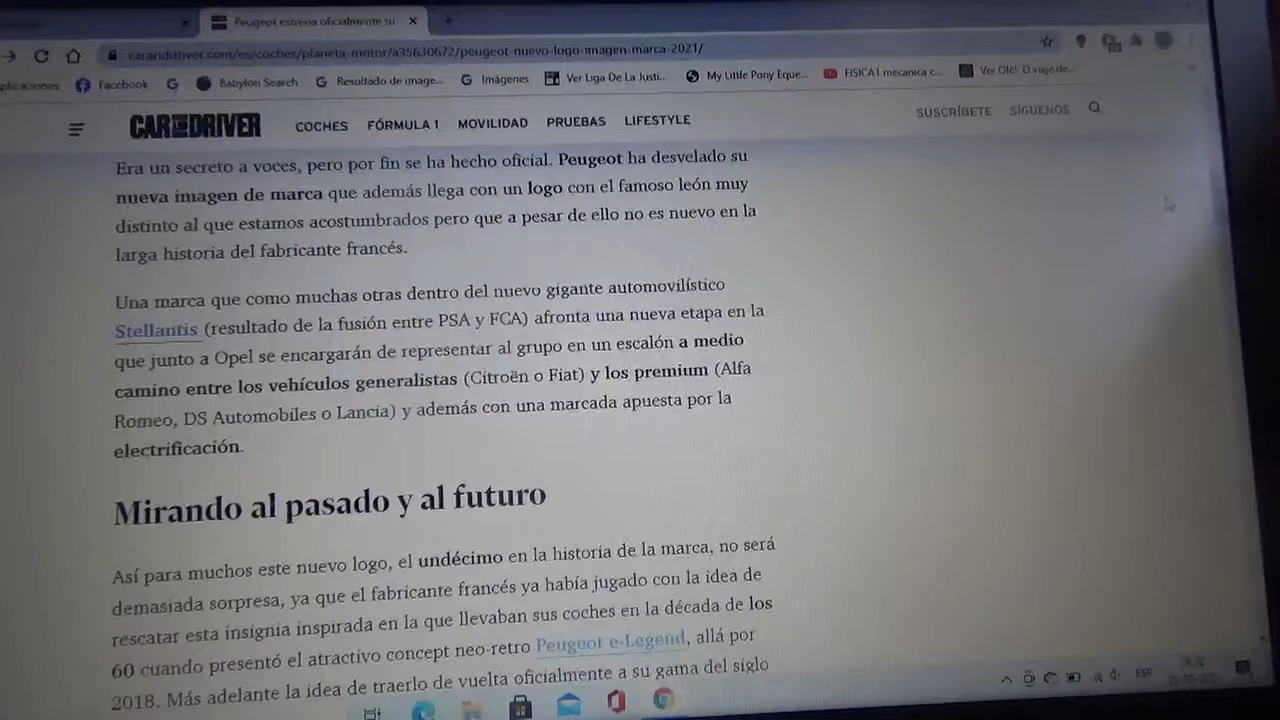 Peugeot estrena oficialmente su
caranddriver.com/es/coches/planeta-motor/a35630672/peugeot-nuevo-logo-imagen-marca-2021/
plicaciones Facebook Babylon Search Resultado de image... Imágenes Ver Liga De La Justi... My Little Pony Eque... FISICA1 mecanica c... Ver Olé! El viaje de...
CAR AND DRIVER COCHES FÓRMULA 1 MOVILIDAD PRUEBAS LIFESTYLE SUSCRÍBETE SÍGUENOS
Era un secreto a voces, pero por fin se ha hecho oficial. Peugeot ha desvelado su
nueva imagen de marca que además llega con un logo con el famoso león muy
distinto al que estamos acostumbrados pero que a pesar de ello no es nuevo en la
larga historia del fabricante francés.
Una marca que como muchas otras dentro del nuevo gigante automovilístico
Stellantis (resultado de la fusión entre PSA y FCA) afronta una nueva etapa en la
que junto a Opel se encargarán de representar al grupo en un escalón a medio
camino entre los vehículos generalistas (Citroën o Fiat) y los premium (Alfa
Romeo, DS Automobiles o Lancia) y además con una marcada apuesta por la
electrificación.
Mirando al pasado y al futuro
Así para muchos este nuevo logo, el undécimo en la historia de la marca, no será
demasiada sorpresa, ya que el fabricante francés ya había jugado con la idea de
rescatar esta insignia inspirada en la que llevaban sus coches en la década de los
60 cuando presentó el atractivo concept neo-retro Peugeot e-Legend, allá por
2018. Más adelante la idea de traerlo de vuelta oficialmente a su gama del siglo
ESP